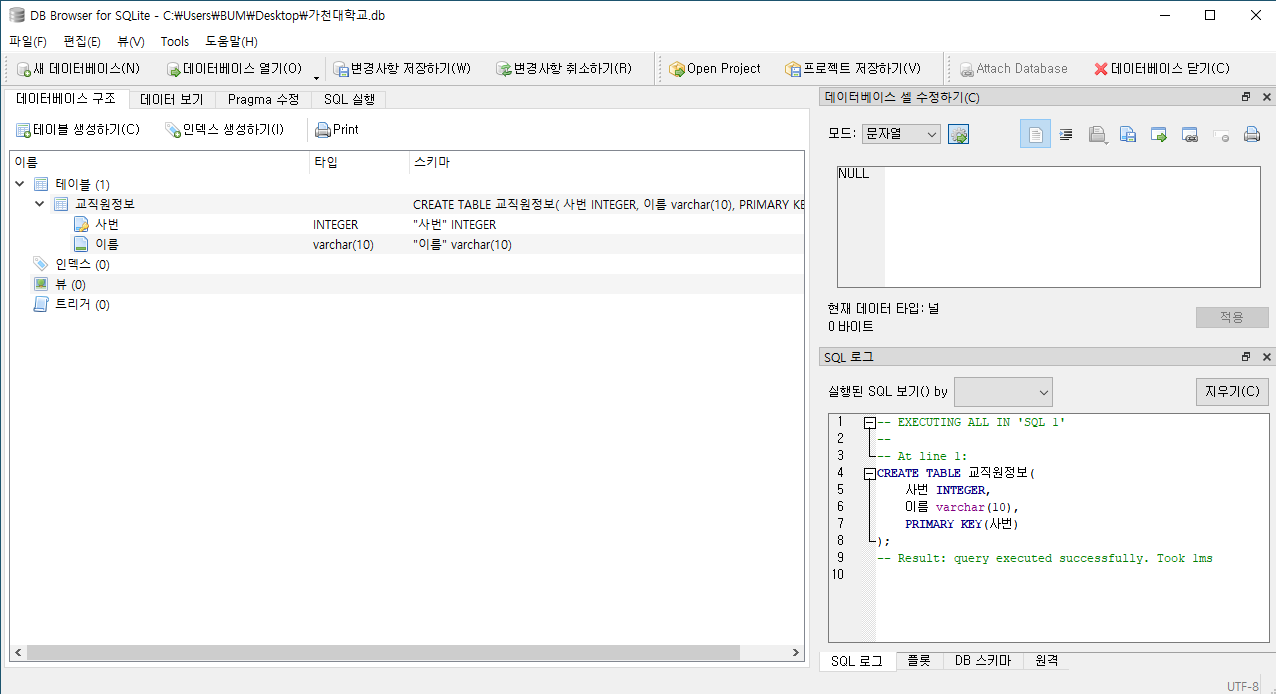 DB Browser for SQLite - C:₩Users₩BUM₩Desktop₩가천대학교.db
파일(F) 편집(E) 뷰(V) Tools 도움말(H)
새 데이터베이스(N) 데이터베이스 열기(O) 변경사항 저장하기(W) 변경사항 취소하기(R) Open Project 프로젝트 저장하기(V) Attach Database 데이터베이스 닫기(C)
데이터베이스 구조 데이터 보기 Pragma 수정 SQL 실행
테이블 생성하기(C) 인덱스 생성하기(I) Print
이름 타입 스키마
테이블 (1)
교직원정보 CREATE TABLE 교직원정보( 사번 INTEGER, 이름 varchar(10), PRIMARY KE
사번 INTEGER "사번" INTEGER
이름 varchar(10) "이름" varchar(10)
인덱스 (0)
뷰 (0)
트리거 (0)
데이터베이스 셀 수정하기(C)
모드: 문자열
NULL
현재 데이터 타입: 널
0 바이트
적용
SQL 로그
실행된 SQL 보기() by 지우기(C)
1 -- EXECUTING ALL IN 'SQL 1'
2 --
3 -- At line 1:
4 CREATE TABLE 교직원정보(
5 사번 INTEGER,
6 이름 varchar(10),
7 PRIMARY KEY(사번)
8 );
9 -- Result: query executed successfully. Took 1ms
10
SQL 로그 플롯 DB 스키마 원격
UTF-8